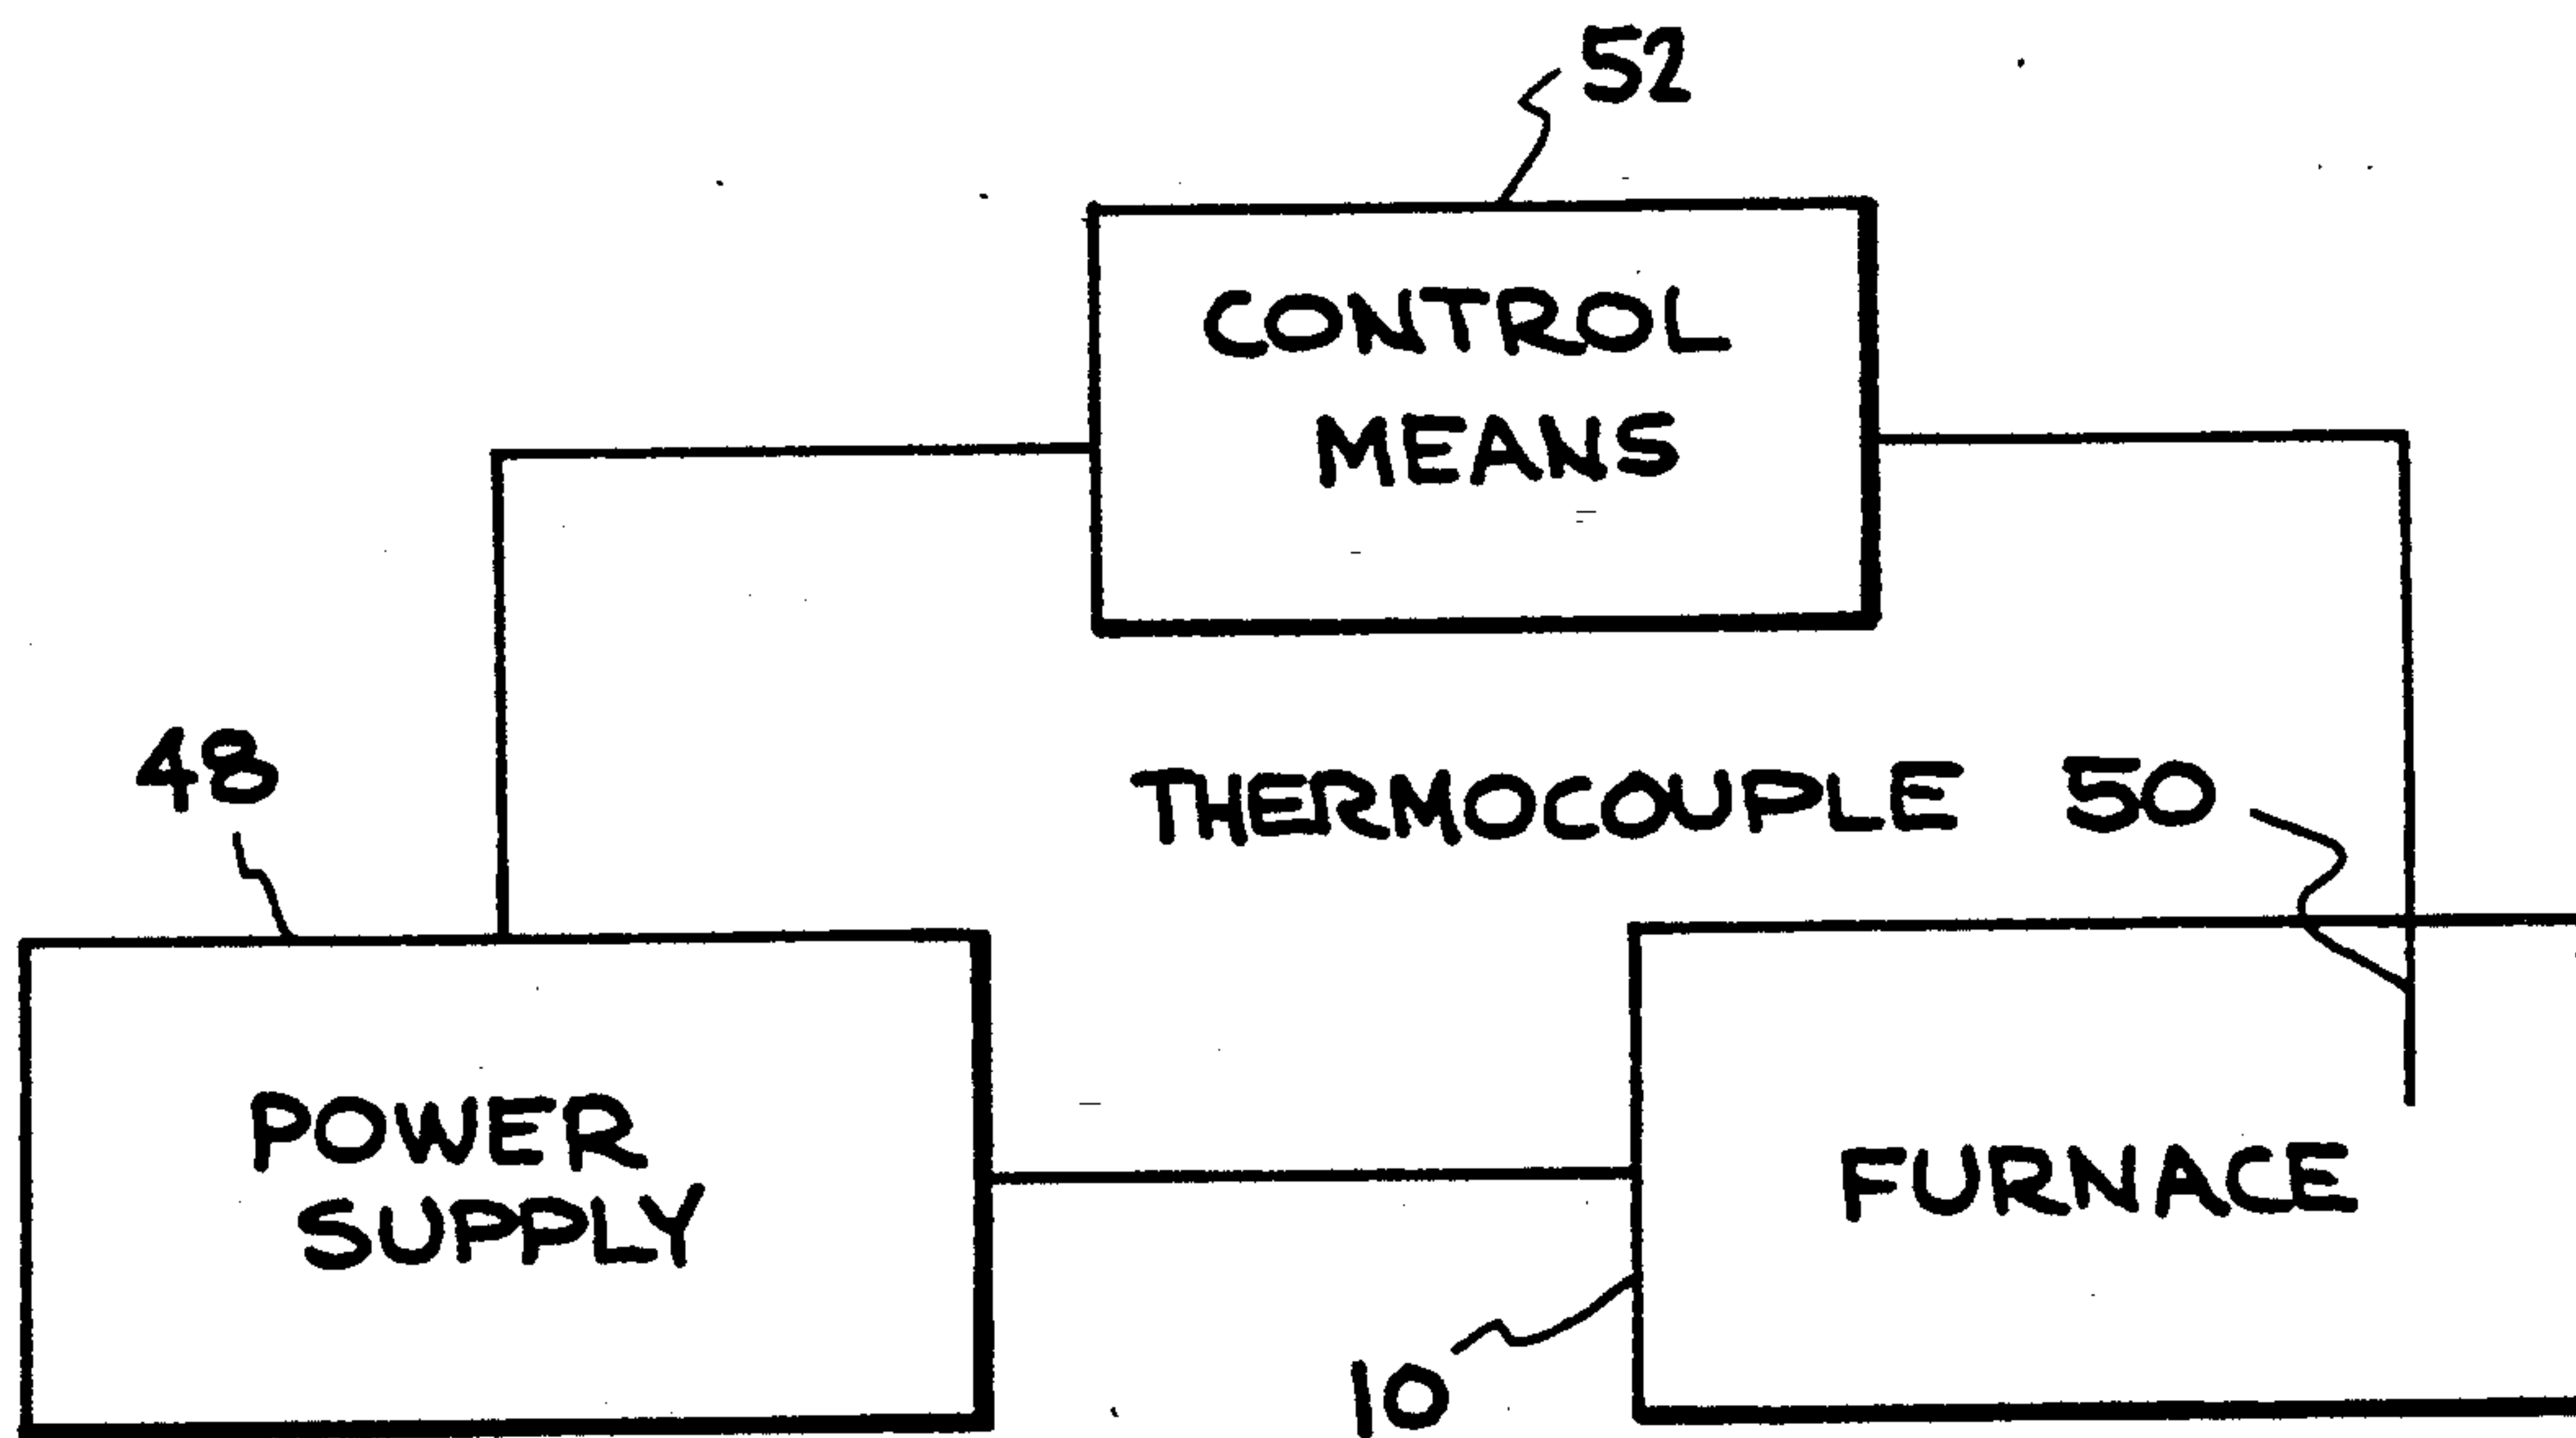 52
CONTROL
MEANS
48
THERMOCOUPLE 50
POWER
SUPPLY
FURNACE
10